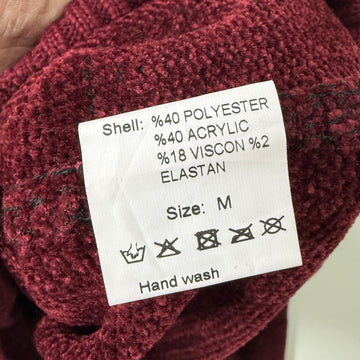 Shell: %40 POLYESTER
%40 ACRYLIC
%18 VISCON %2
ELASTAN
Size: M
Hand wash